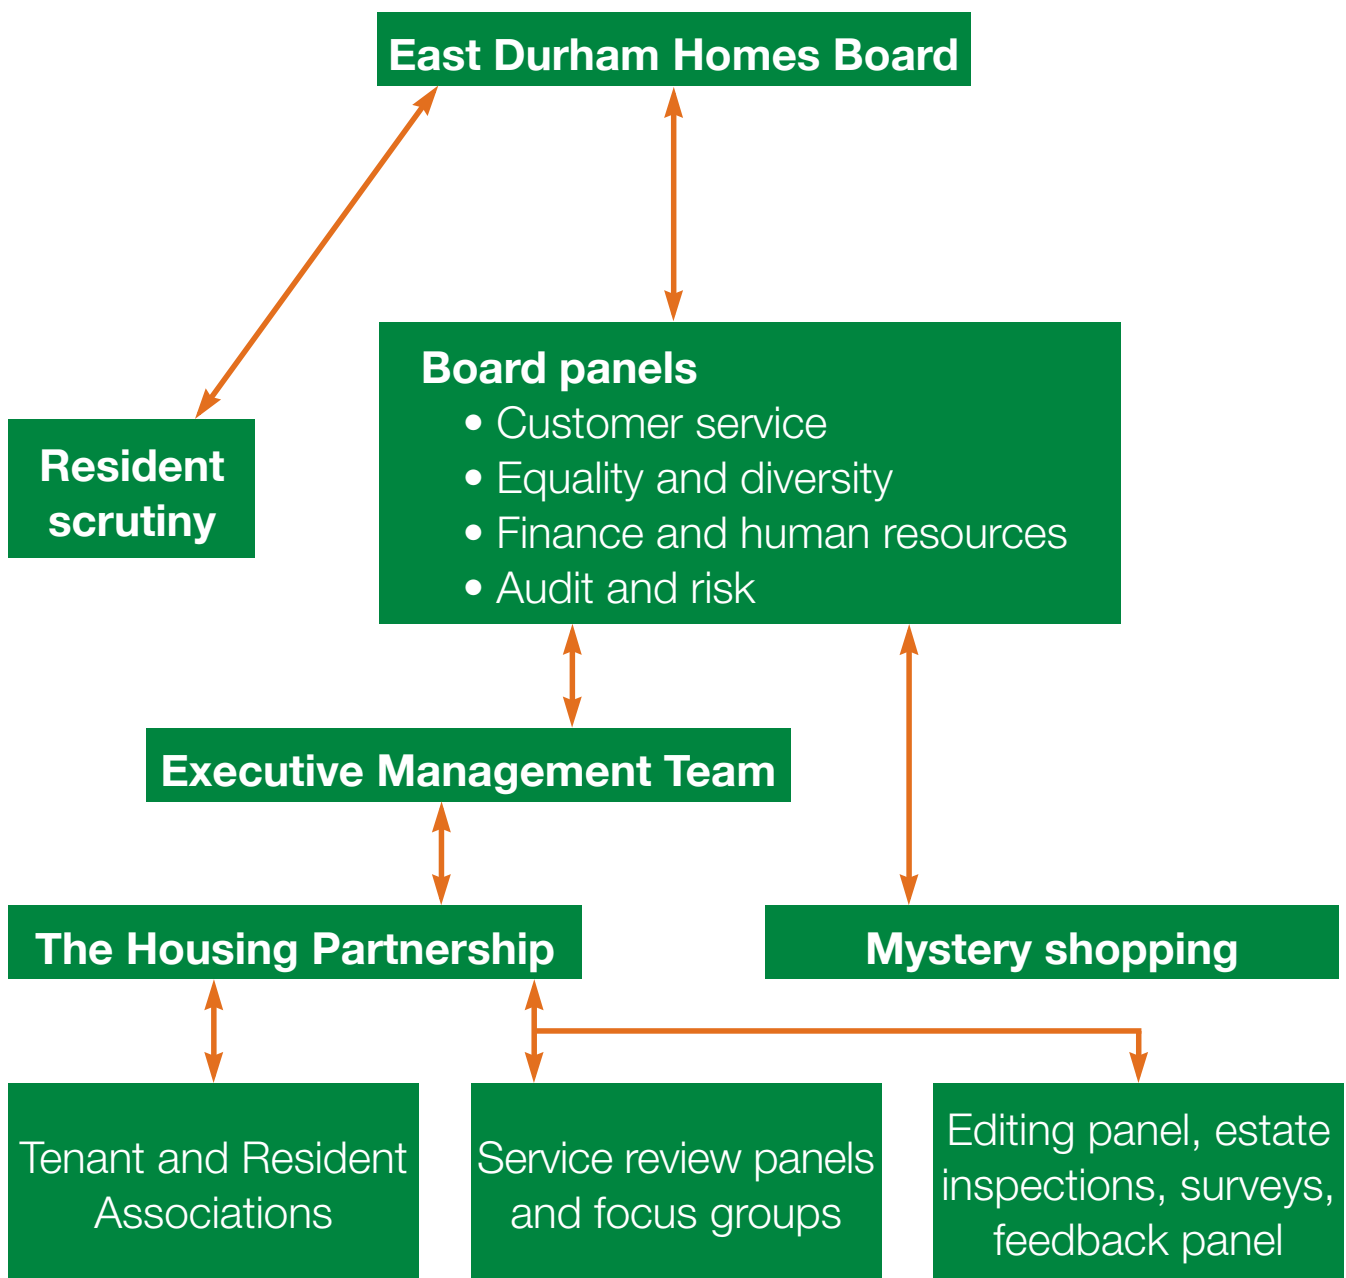 East Durham Homes Board
Resident
scrutiny
Board panels
• Customer service
• Equality and diversity
• Finance and human resources
• Audit and risk
Executive Management Team
The Housing Partnership
Mystery shopping
Tenant and Resident
Associations
Service review panels
and focus groups
Editing panel, estate
inspections, surveys,
feedback panel